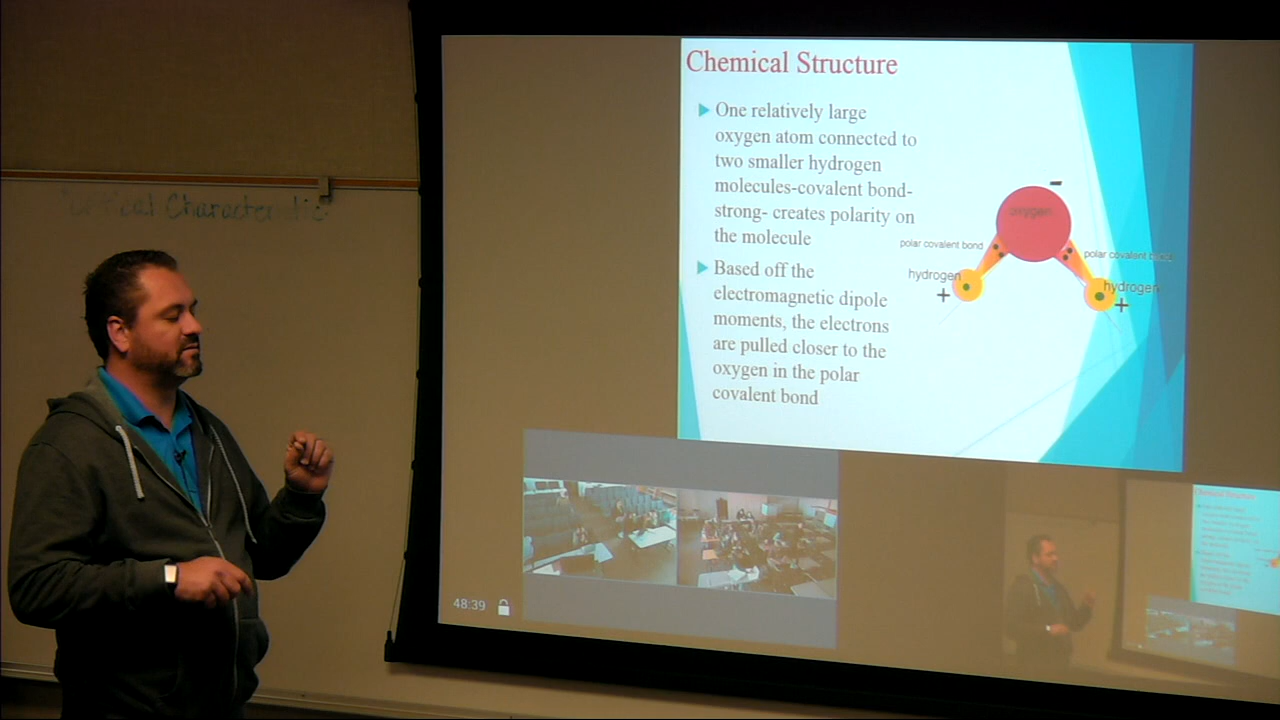 Chemical Structure
One relatively large
oxygen atom connected to
two smaller hydrogen
molecules-covalent bond-
strong- creates polarity on
the molecule
Based off the
electromagnetic dipole
moments, the electrons
are pulled closer to the
oxygen in the polar
covalent bond
-
oxygen
polar covalent bond
polar covalent bond
hydrogen
hydrogen
+
+
48:39
Chemical Structure